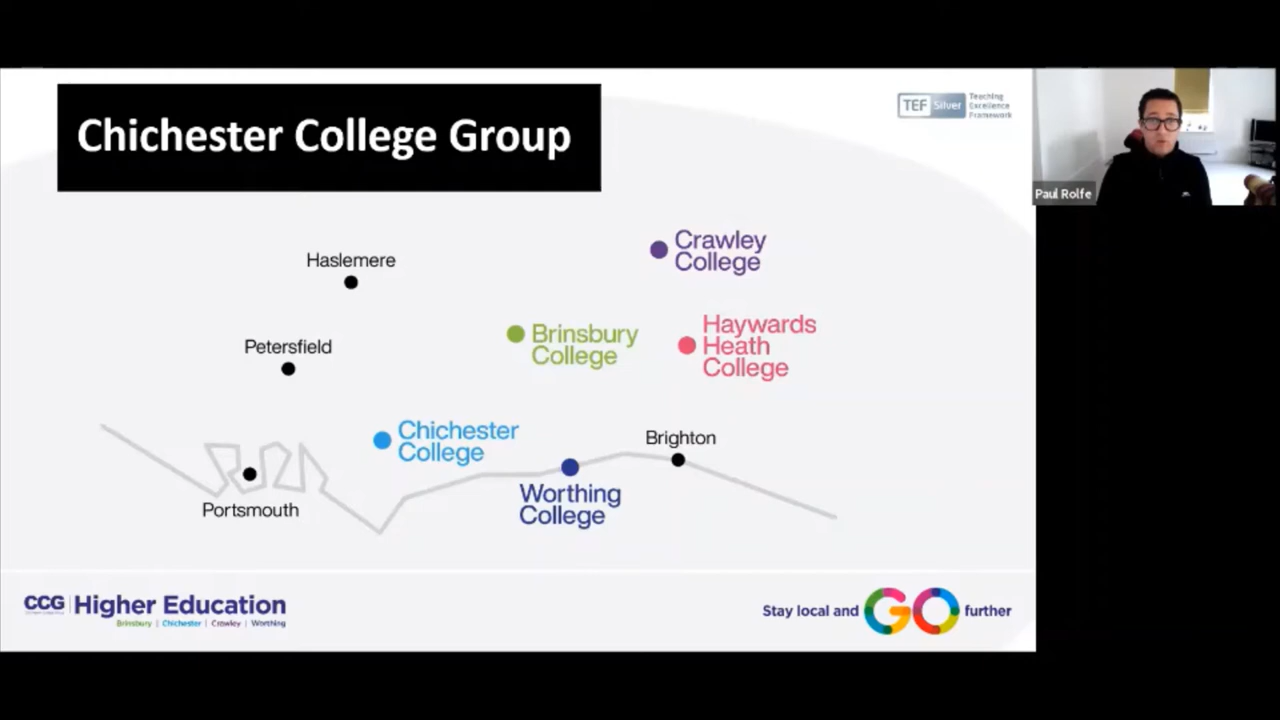 Chichester College Group
TEF Silver
Teaching
Excellence
Framework
Paul Rolfe
Crawley
College
Haslemere
Haywards
Heath
College
Brinsbury
College
Petersfield
Chichester
College
Brighton
Worthing
College
Portsmouth
CCG Higher Education
Brinsbury | Chichester | Crawley | Worthing
Stay local and GO further